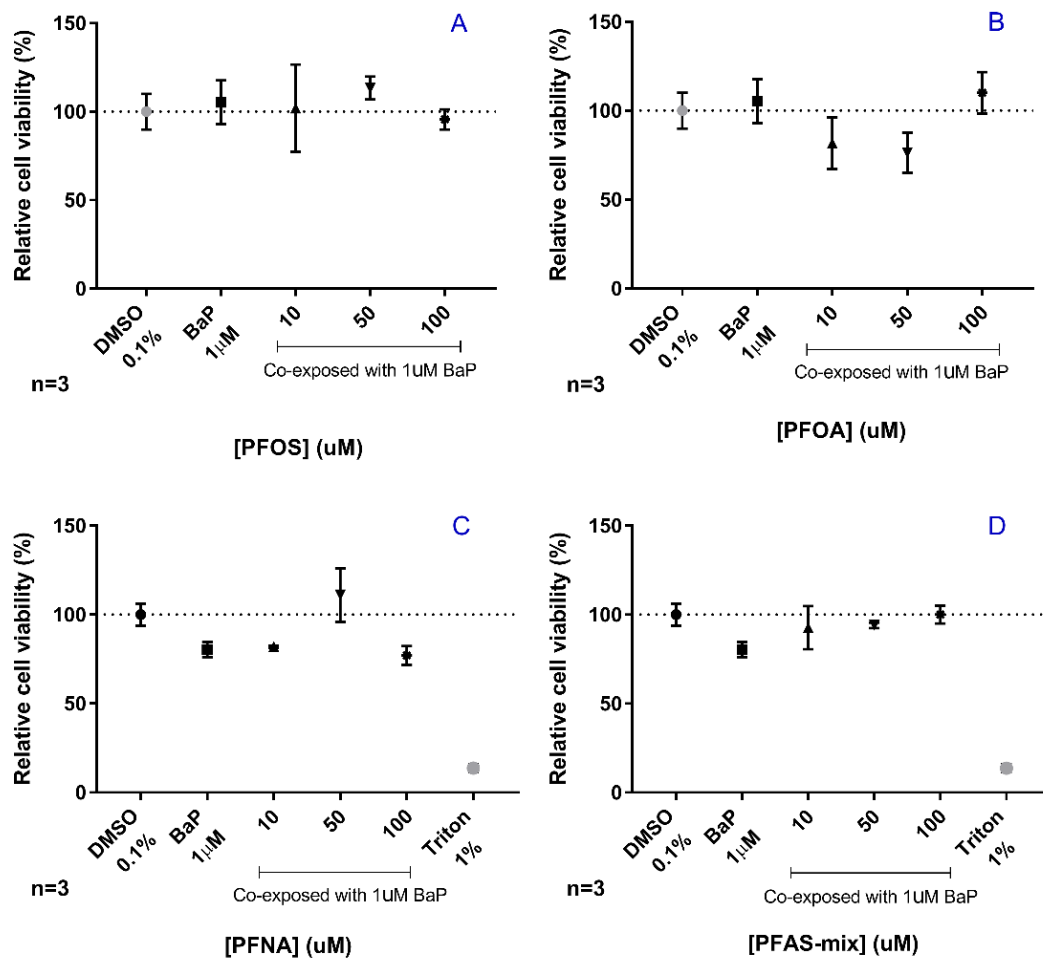 A
Relative cell viability (%)
150
100
50
0
DMSO
0.1%
BaP
1μM
10
50
100
Co-exposed with 1uM BaP
n=3
[PFOS] (uM)
B
Relative cell viability (%)
150
100
50
0
DMSO
0.1%
BaP
1μM
10
50
100
Co-exposed with 1uM BaP
n=3
[PFOA] (uM)
C
Relative cell viability (%)
150
100
50
0
DMSO
0.1%
BaP
1μM
10
50
100
Triton
1%
Co-exposed with 1uM BaP
n=3
[PFNA] (uM)
D
Relative cell viability (%)
150
100
50
0
DMSO
0.1%
BaP
1μM
10
50
100
Triton
1%
Co-exposed with 1uM BaP
n=3
[PFAS-mix] (uM)